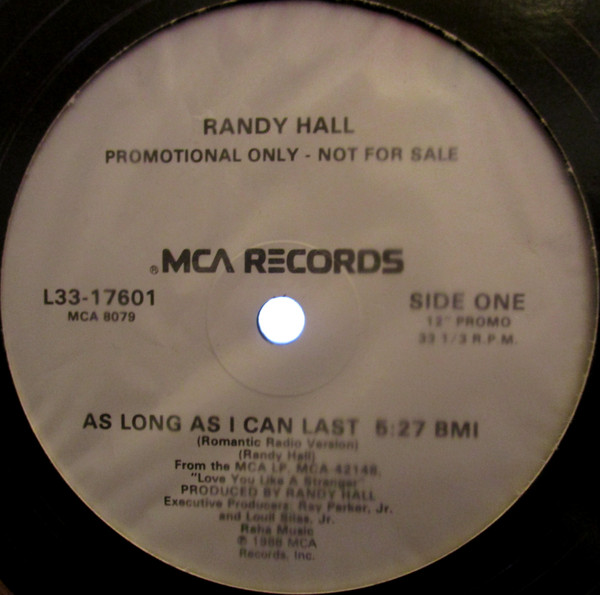 RANDY HALL
PROMOTIONAL ONLY - NOT FOR SALE
®MCA RECORDS
L33-17601
MCA 8079
SIDE ONE
12" PROMO
33 1/3 R.P.M.
AS LONG AS I CAN LAST 5:27 BMI
(Romantic Radio Version)
(Randy Hall)
From the MCA LP, MCA 42148,
"Love You Like A Stranger"
PRODUCED BY RANDY HALL
Executive Producers: Ray Parker, Jr.
and Louil Silas, Jr.
Raha Music
℗ 1988 MCA
Records, Inc.